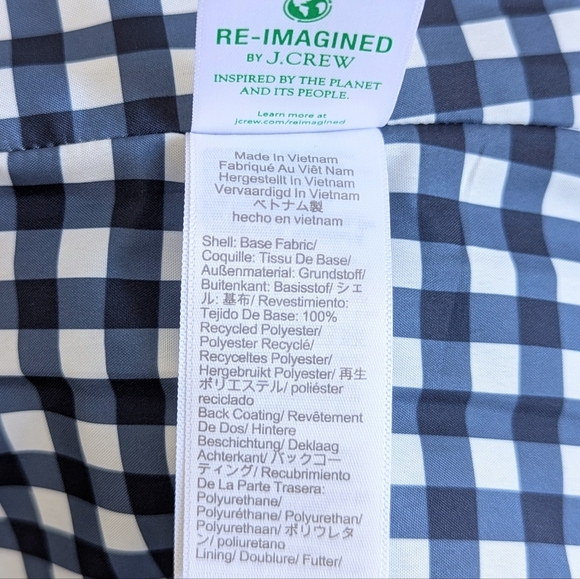 RE-IMAGINED
BY J.CREW
INSPIRED BY THE PLANET
AND ITS PEOPLE.
Learn more at
jcrew.com/reimagined
Made In Vietnam
Fabriqué Au Viêt Nam
Hergestellt In Vietnam
Vervaardigd In Vietnam
ベトナム製
hecho en vietnam
Shell: Base Fabric/
Coquille: Tissu De Base/
Außenmaterial: Grundstoff/
Buitenkant: Basisstof/ シェ
ル: 基布/ Revestimiento:
Tejido De Base: 100%
Recycled Polyester/
Polyester Recyclé/
Recyceltes Polyester/
Hergebruikt Polyester/ 再生
ポリエステル/ poliéster
reciclado
Back Coating/ Revêtement
De Dos/ Hintere
Beschichtung/ Deklaag
Achterkant/ バックコー
ティング/ Recubrimiento
De La Parte Trasera:
Polyurethane/
Polyuréthane/ Polyurethan/
Polyurethaan/ ポリウレタ
ン/ poliuretano
Lining/ Doublure/ Futter/